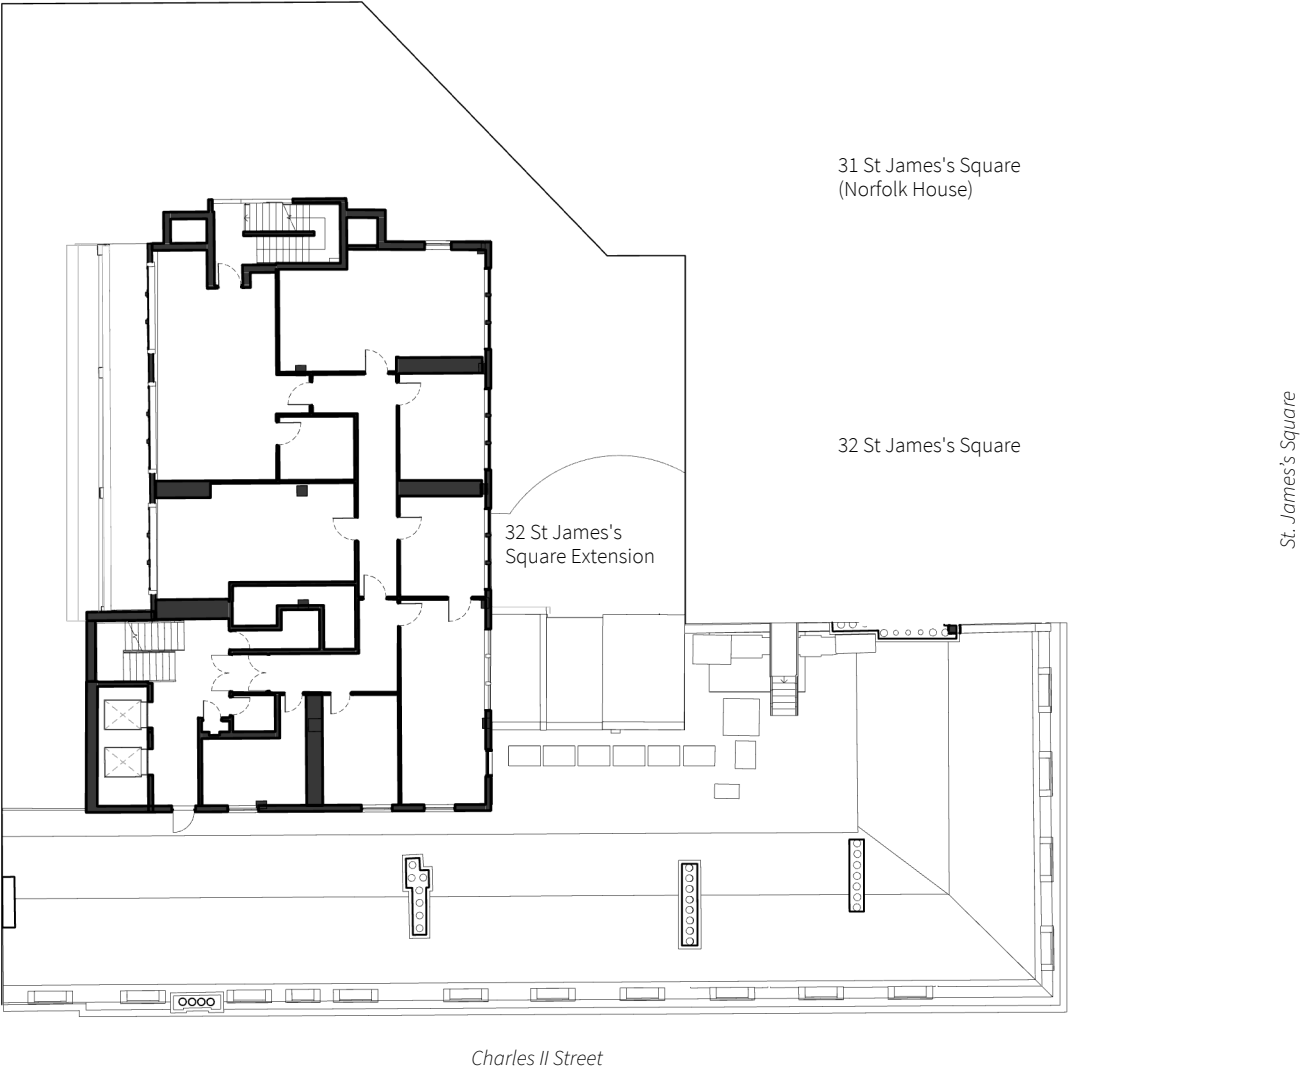 31 St James's Square
(Norfolk House)
32 St James's Square
St. James’s Square
32 St James's
Square Extension
Charles II Street